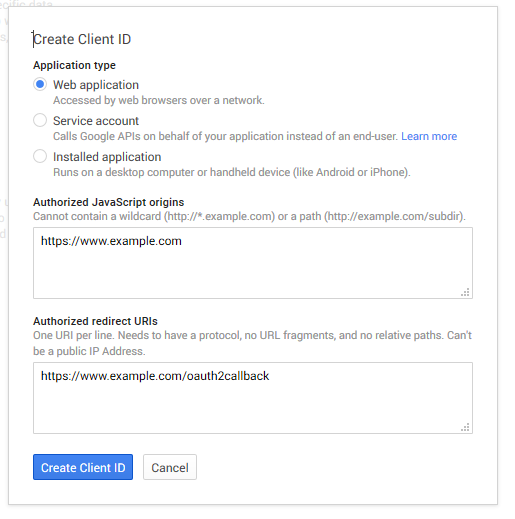 cific data
Create Client ID
Application type
Web application
Accessed by web browsers over a network.
Service account
Calls Google APIs on behalf of your application instead of an end-user. Learn more
Installed application
Runs on a desktop computer or handheld device (like Android or iPhone).
Authorized JavaScript origins
Cannot contain a wildcard (http://*.example.com) or a path (http://example.com/subdir).
https://www.example.com
Authorized redirect URIs
One URI per line. Needs to have a protocol, no URL fragments, and no relative paths. Can't
be a public IP Address.
https://www.example.com/oauth2callback
Create Client ID Cancel